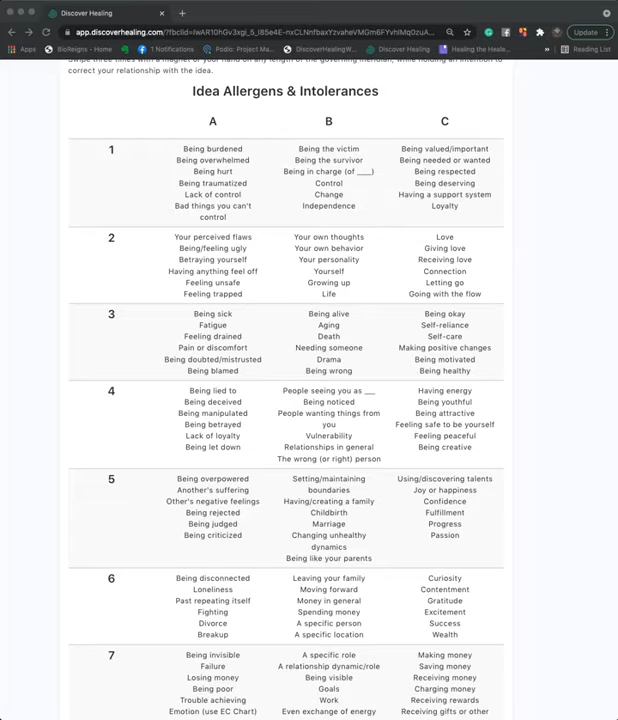 Discover Healing
app.discoverhealing.com
Update
Apps
BioReigns - Home
1 Notifications
Podio: Project Ma...
DiscoverHealingW...
Discover Healing
Healing the Heale...
Reading List
Swipe three times with a magnet or your hand on any length of the governing meridian, while holding an intention to
correct your relationship with the idea.
Idea Allergens & Intolerances
A B C
1
Being burdened Being the victim Being valued/important
Being overwhelmed Being the survivor Being needed or wanted
Being hurt Being in charge (of ____) Being respected
Being traumatized Control Being deserving
Lack of control Change Having a support system
Bad things you can't Independence Loyalty
control
2
Your perceived flaws Your own thoughts Love
Being/feeling ugly Your own behavior Giving love
Betraying yourself Your personality Receiving love
Having anything feel off Yourself Connection
Feeling unsafe Growing up Letting go
Feeling trapped Life Going with the flow
3
Being sick Being alive Being okay
Fatigue Aging Self-reliance
Feeling drained Death Self-care
Pain or discomfort Needing someone Making positive changes
Being doubted/mistrusted Drama Being motivated
Being blamed Being wrong Being healthy
4
Being lied to People seeing you as ___ Having energy
Being deceived Being noticed Being youthful
Being manipulated People wanting things from Being attractive
Being betrayed you Feeling safe to be yourself
Lack of loyalty Vulnerability Feeling peaceful
Being let down Relationships in general Being creative
The wrong (or right) person
5
Being overpowered Setting/maintaining Using/discovering talents
Another's suffering boundaries Joy or happiness
Other's negative feelings Having/creating a family Confidence
Being rejected Childbirth Fulfillment
Being judged Marriage Progress
Being criticized Changing unhealthy Passion
dynamics
Being like your parents
6
Being disconnected Leaving your family Curiosity
Loneliness Moving forward Contentment
Past repeating itself Money in general Gratitude
Fighting Spending money Excitement
Divorce A specific person Success
Breakup A specific location Wealth
7
Being invisible A specific role Making money
Failure A relationship dynamic/role Saving money
Losing money Being visible Receiving money
Being poor Goals Charging money
Trouble achieving Work Receiving rewards
Emotion (use EC Chart) Even exchange of energy Receiving gifts or other